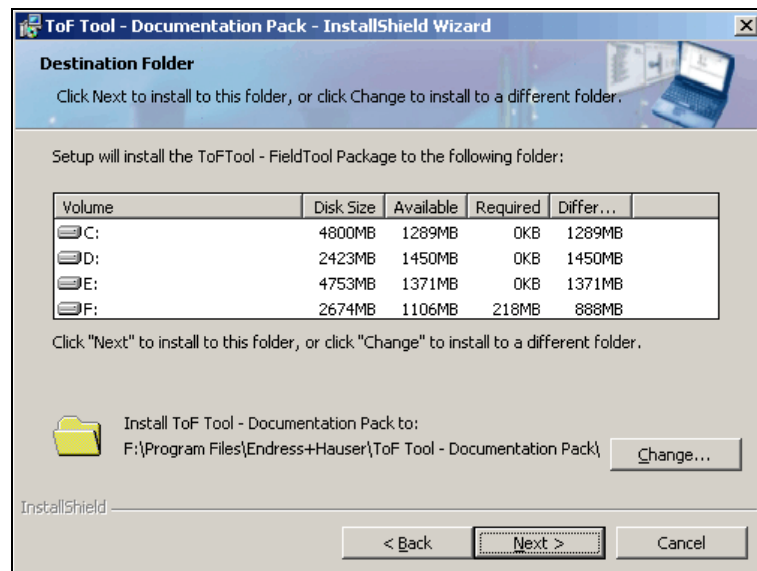 ToF Tool - Documentation Pack - InstallShield Wizard
Destination Folder
Click Next to install to this folder, or click Change to install to a different folder.
Setup will install the ToFTool - FieldTool Package to the following folder:
Volume Disk Size Available Required Differ...
C: 4800MB 1289MB 0KB 1289MB
D: 2423MB 1450MB 0KB 1450MB
E: 4753MB 1371MB 0KB 1371MB
F: 2674MB 1106MB 218MB 888MB
Click "Next" to install to this folder, or click "Change" to install to a different folder.
Install ToF Tool - Documentation Pack to:
F:\Program Files\Endress+Hauser\ToF Tool - Documentation Pack\
Change...
InstallShield
< Back Next > Cancel